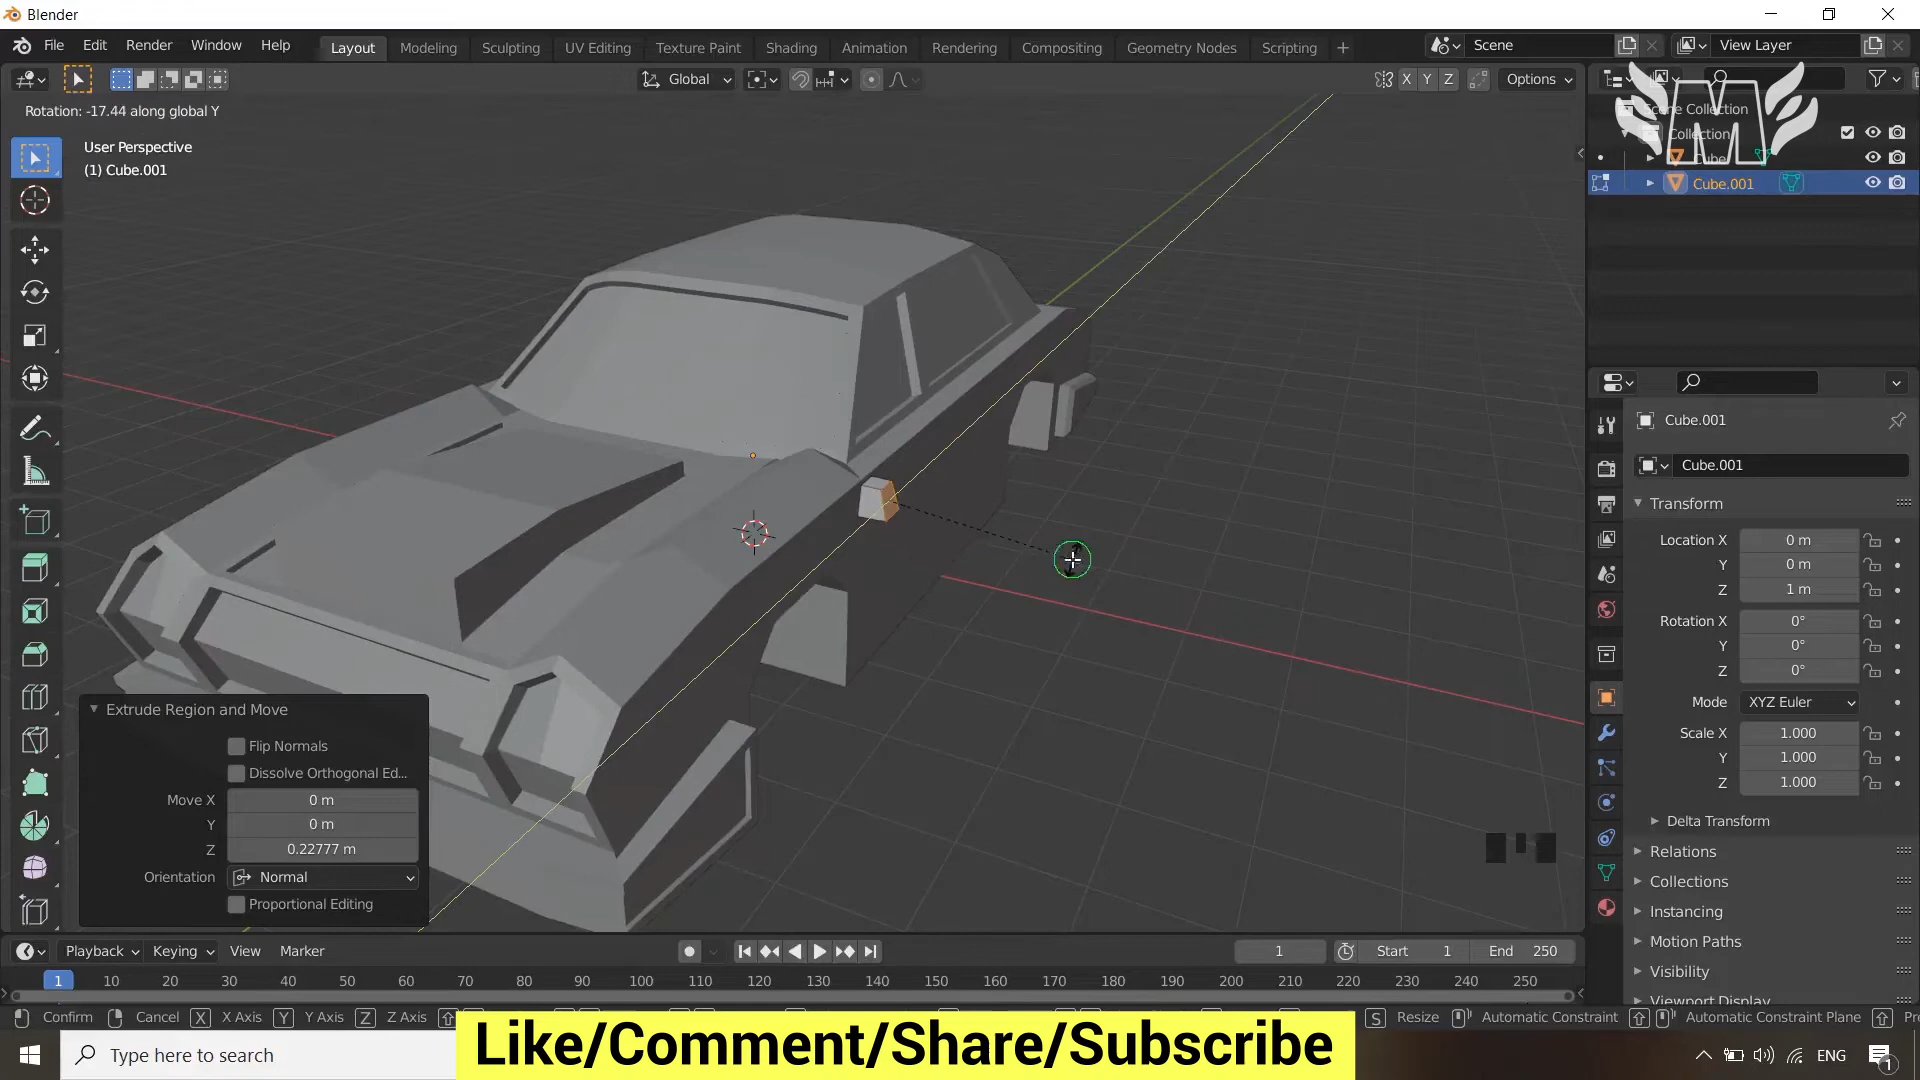 Blender
File Edit Render Window Help
Layout Modeling Sculpting UV Editing Texture Paint Shading Animation Rendering Compositing Geometry Nodes Scripting +
Scene
View Layer
Global
X Y Z
Options
Rotation: -17.44 along global Y
User Perspective
(1) Cube.001
Scene Collection
Collection
Cube
Cube.001
M
Cube.001
Cube.001
Transform
Location X 0 m
Y 0 m
Z 1 m
Rotation X 0°
Y 0°
Z 0°
Mode XYZ Euler
Scale X 1.000
Y 1.000
Z 1.000
Delta Transform
Relations
Collections
Instancing
Motion Paths
Visibility
Viewport Display
Extrude Region and Move
Flip Normals
Dissolve Orthogonal Ed...
Move X 0 m
Y 0 m
Z 0.22777 m
Orientation Normal
Proportional Editing
Playback Keying View Marker
1
Start 1
End 250
1 10 20 30 40 50 60 70 80 90 100 110 120 130 140 150 160 170 180 190 200 210 220 230 240 250
Confirm Cancel X X Axis Y Y Axis Z Z Axis
S Resize Automatic Constraint Automatic Constraint Plane
Like/Comment/Share/Subscribe
Type here to search
ENG
1